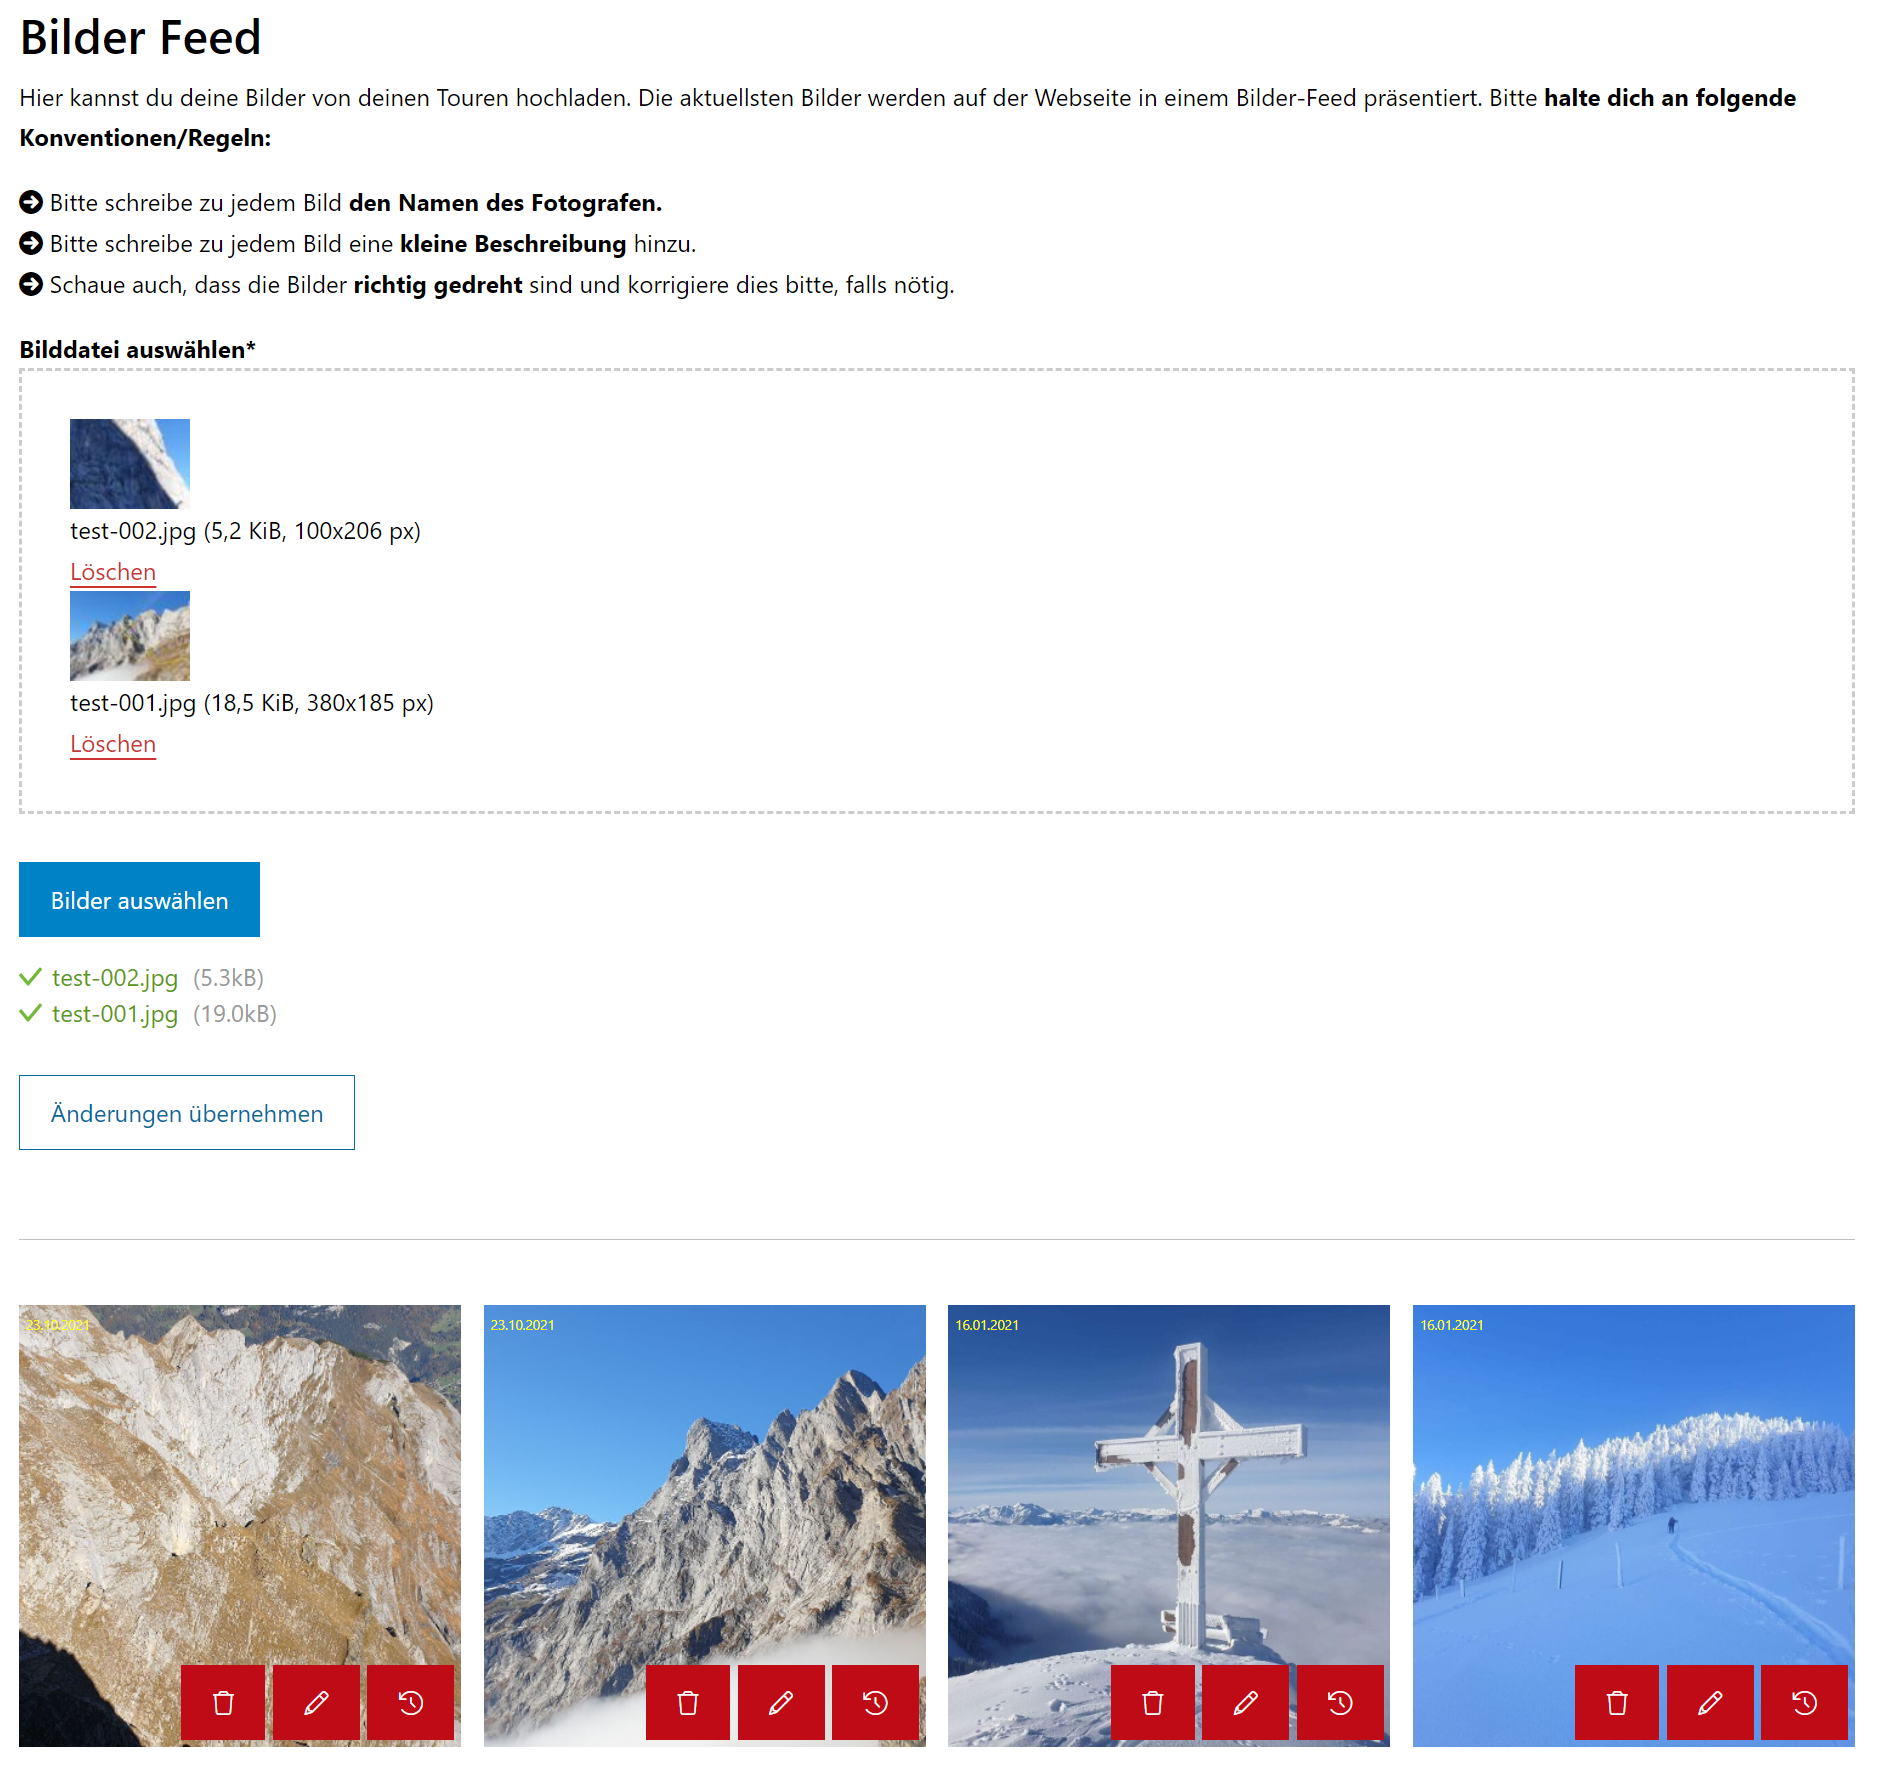 Bilder Feed
Hier kannst du deine Bilder von deinen Touren hochladen. Die aktuellsten Bilder werden auf der Webseite in einem Bilder-Feed präsentiert. Bitte halte dich an folgende
Konventionen/Regeln:
Bitte schreibe zu jedem Bild den Namen des Fotografen.
Bitte schreibe zu jedem Bild eine kleine Beschreibung hinzu.
Schaue auch, dass die Bilder richtig gedreht sind und korrigiere dies bitte, falls nötig.
Bilddatei auswählen*
test-002.jpg (5,2 KiB, 100x206 px)
Löschen
test-001.jpg (18,5 KiB, 380x185 px)
Löschen
Bilder auswählen
test-002.jpg (5.3kB)
test-001.jpg (19.0kB)
Änderungen übernehmen
23.10.2021 23.10.2021 16.01.2021 16.01.2021